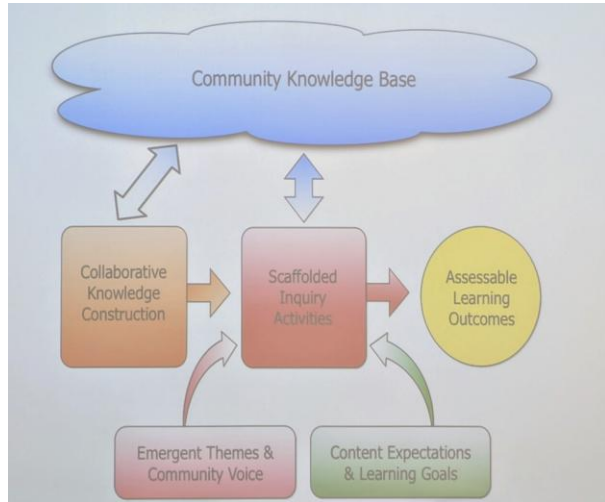 Community Knowledge Base
Collaborative
Knowledge
Construction
Scaffolded
Inquiry
Activities
Assessable
Learning
Outcomes
Emergent Themes &
Community Voice
Content Expectations
& Learning Goals